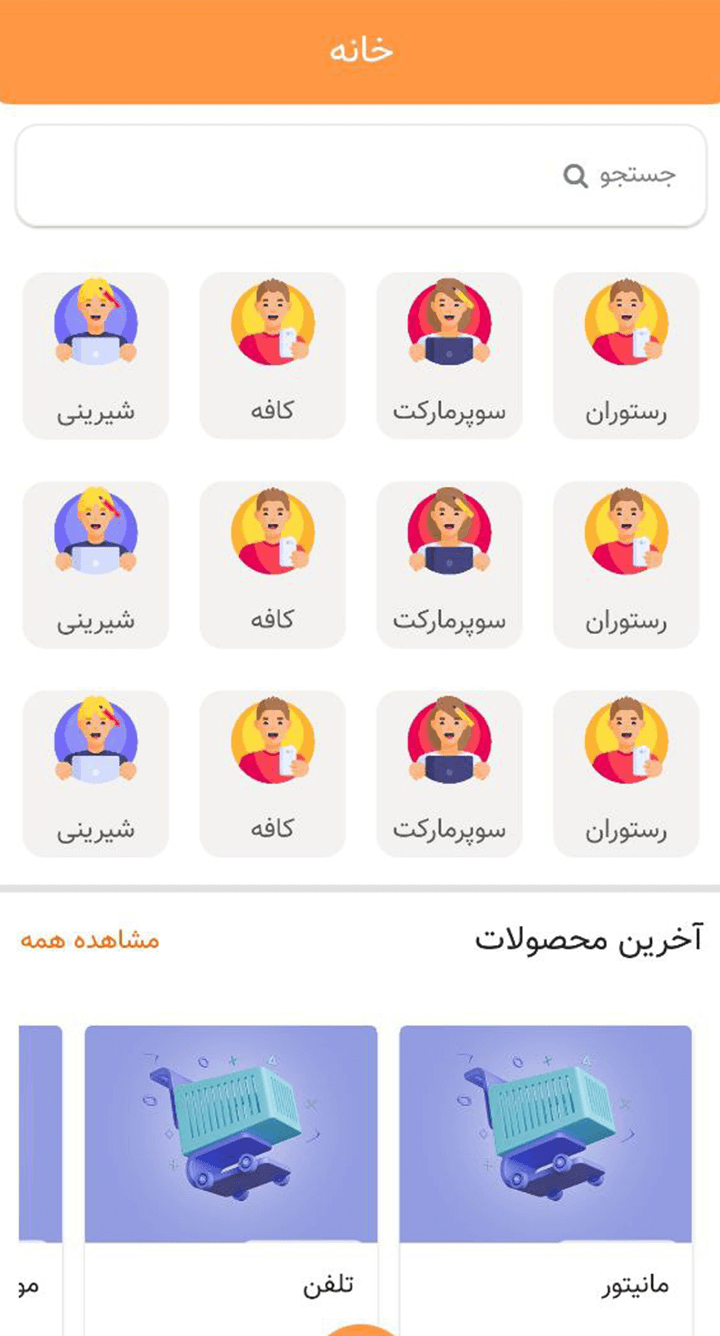 خانه
جستجو
رستوران سوپرمارکت کافه شیرینی
رستوران سوپرمارکت کافه شیرینی
رستوران سوپرمارکت کافه شیرینی
آخرین محصولات مشاهده همه
مانیتور تلفن مو